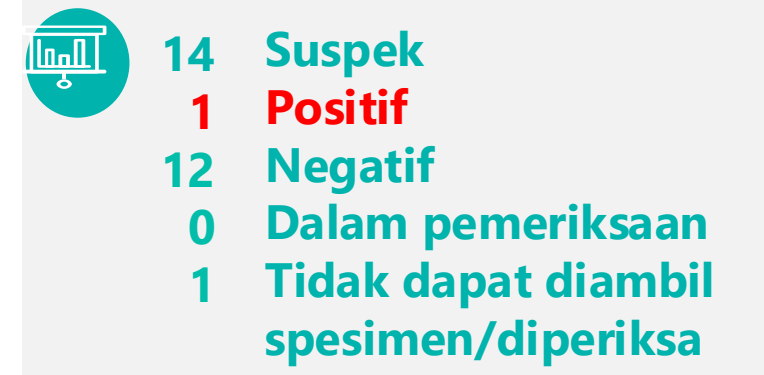 14 Suspek
1 Positif
12 Negatif
0 Dalam pemeriksaan
1 Tidak dapat diambil
spesimen/diperiksa